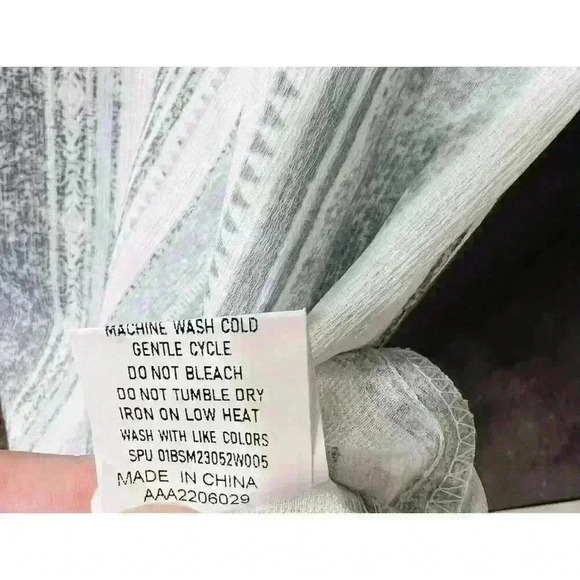 MACHINE WASH COLD
GENTLE CYCLE
DO NOT BLEACH
DO NOT TUMBLE DRY
IRON ON LOW HEAT
WASH WITH LIKE COLORS
SPU 01BSM23052W005
MADE IN CHINA
AAA2206029